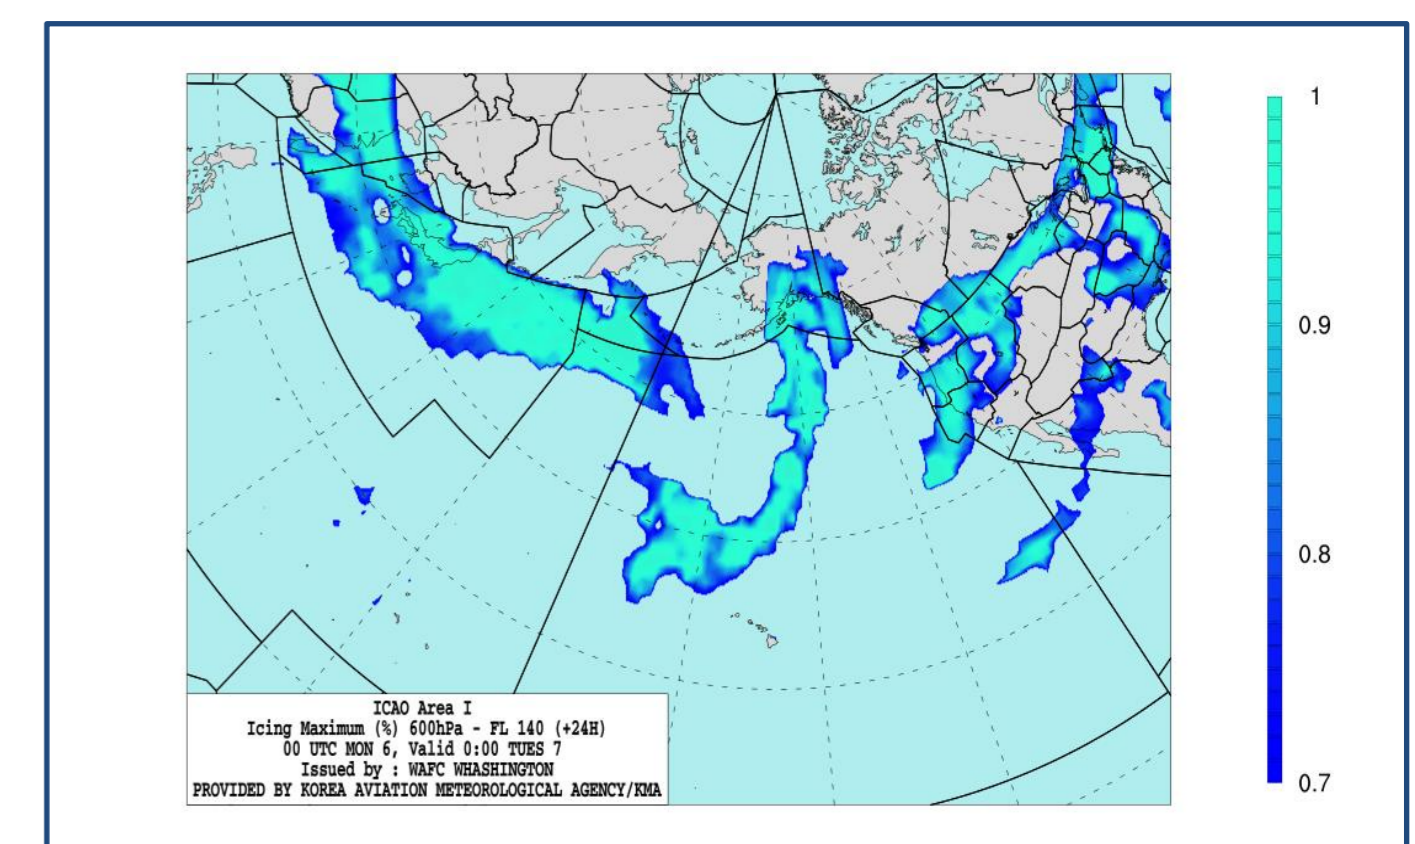 ICAO Area I
Icing Maximum (%) 600hPa - FL 140 (+24H)
00 UTC MON 6, Valid 0:00 TUES 7
Issued by : WAFC WHASHINGTON
PROVIDED BY KOREA AVIATION METEOROLOGICAL AGENCY/KMA
1
0.9
0.8
0.7